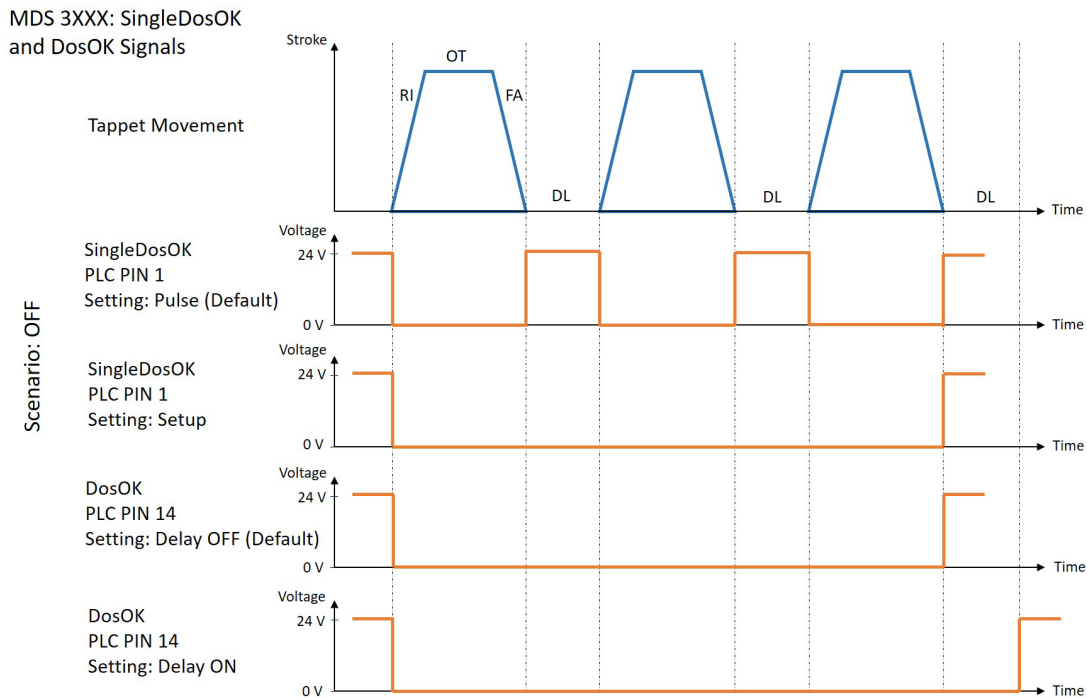 MDS 3XXX: SingleDosOK
and DosOK Signals
Stroke
OT
RI
FA
Tappet Movement
DL
DL
DL
Time
Scenario: OFF
Voltage
24 V
SingleDosOK
PLC PIN 1
Setting: Pulse (Default)
0 V
Time
Voltage
24 V
SingleDosOK
PLC PIN 1
Setting: Setup
0 V
Time
Voltage
24 V
DosOK
PLC PIN 14
Setting: Delay OFF (Default)
0 V
Time
Voltage
24 V
DosOK
PLC PIN 14
Setting: Delay ON
0 V
Time